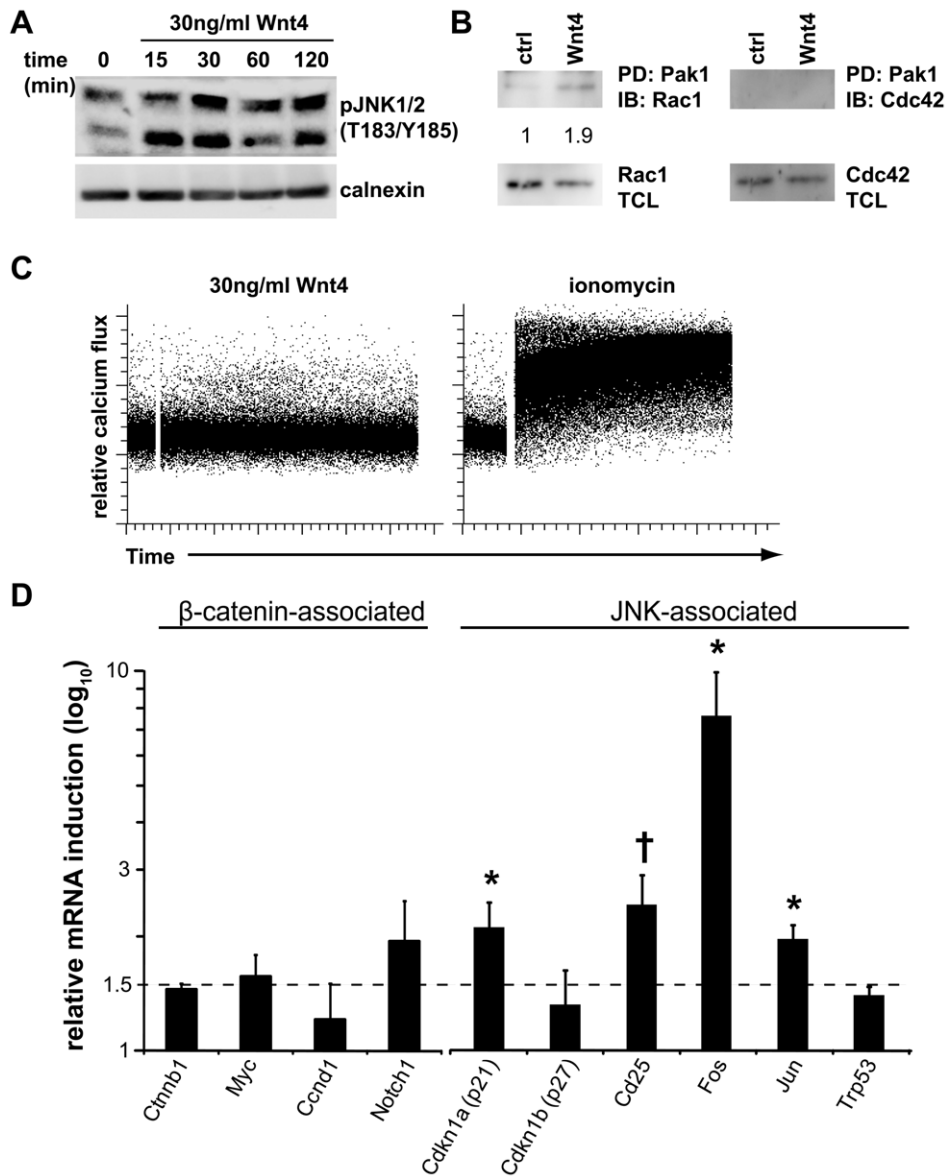 A
30ng/ml Wnt4
time (min)
0 15 30 60 120
pJNK1/2
(T183/Y185)
calnexin
B
ctrl
Wnt4
PD: Pak1
IB: Rac1
1 1.9
Rac1
TCL
ctrl
Wnt4
PD: Pak1
IB: Cdc42
Cdc42
TCL
C
30ng/ml Wnt4
ionomycin
relative calcium flux
Time
D
β-catenin-associated
JNK-associated
relative mRNA induction (log10)
10
3
1.5
1
*
†
*
*
Ctnnb1
Myc
Ccnd1
Notch1
Cdkn1a (p21)
Cdkn1b (p27)
Cd25
Fos
Jun
Trp53